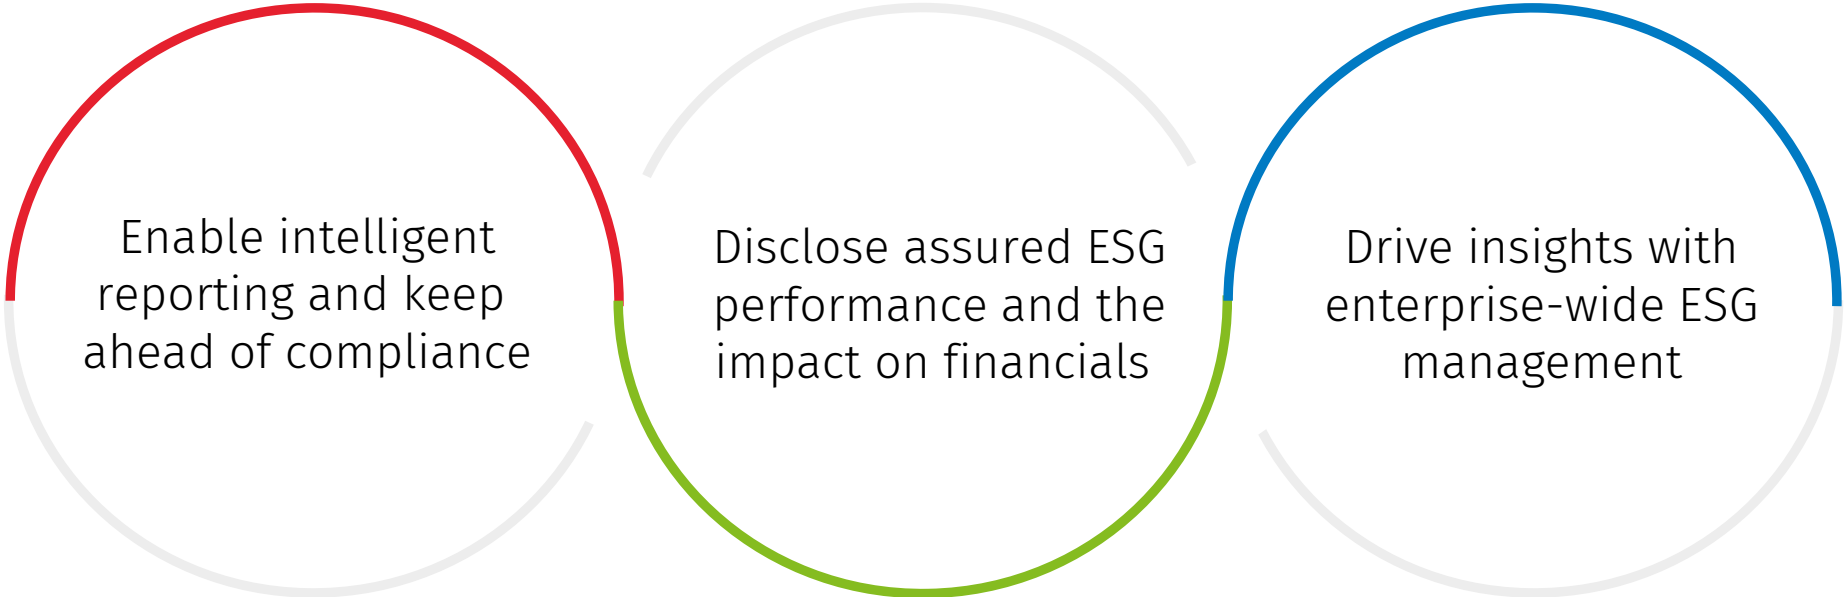 Enable intelligent
reporting and keep
ahead of compliance
Disclose assured ESG
performance and the
impact on financials
Drive insights with
enterprise-wide ESG
management